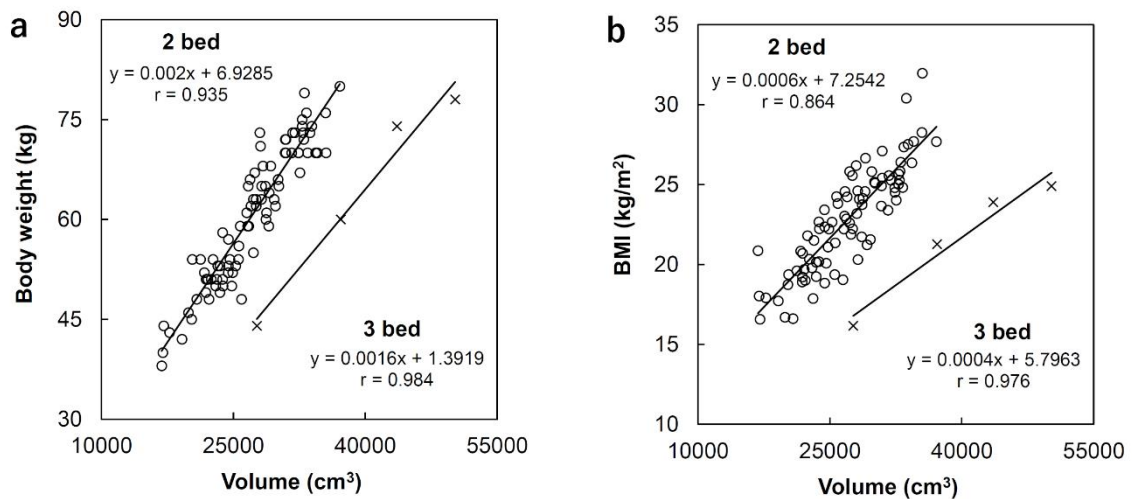 a
90
75
60
45
30
Body weight (kg)
2 bed
y = 0.002x + 6.9285
r = 0.935
3 bed
y = 0.0016x + 1.3919
r = 0.984
10000 25000 40000 55000
Volume (cm³)
b
35
30
25
20
15
10
BMI (kg/m²)
2 bed
y = 0.0006x + 7.2542
r = 0.864
3 bed
y = 0.0004x + 5.7963
r = 0.976
10000 25000 40000 55000
Volume (cm³)